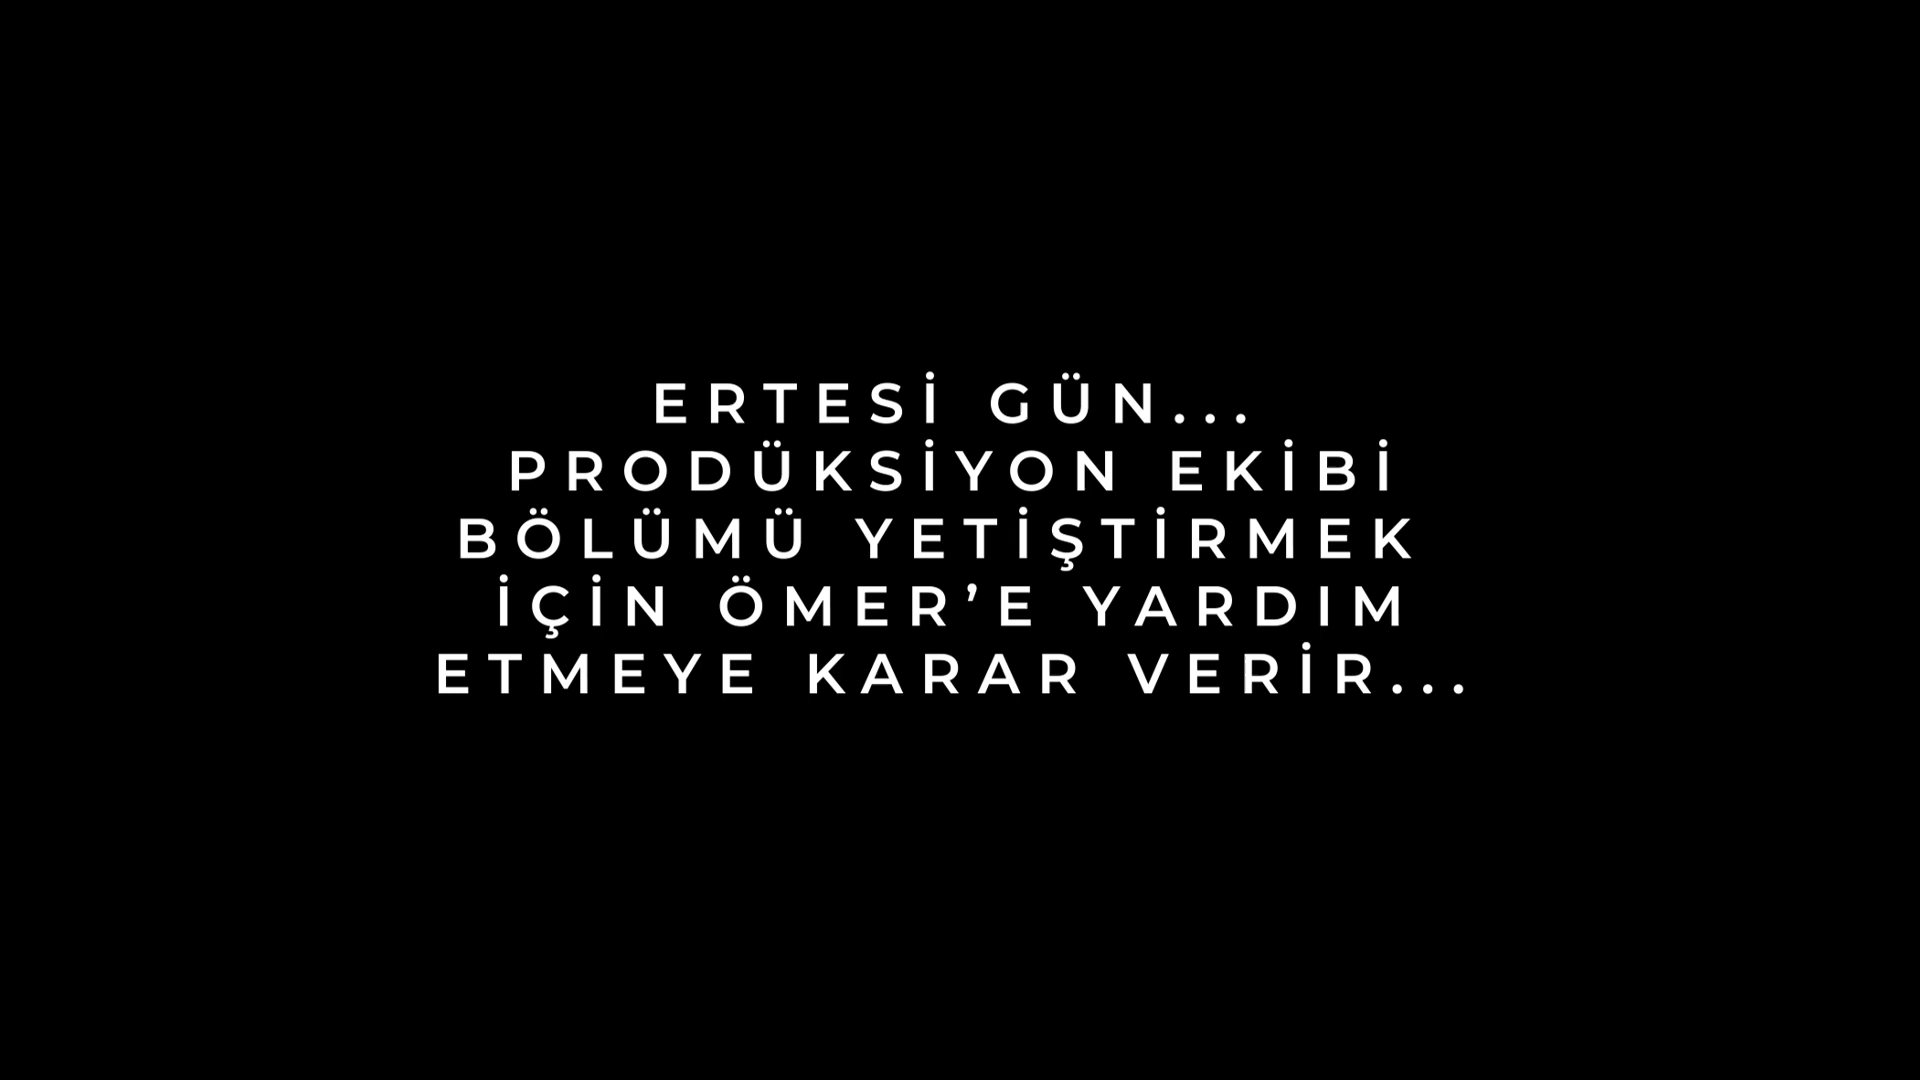 ERTESİ GÜN...
PRODÜKSİYON EKİBİ
BÖLÜMÜ YETİŞTİRMEK
İÇİN ÖMER’E YARDIM
ETMEYE KARAR VERİR...